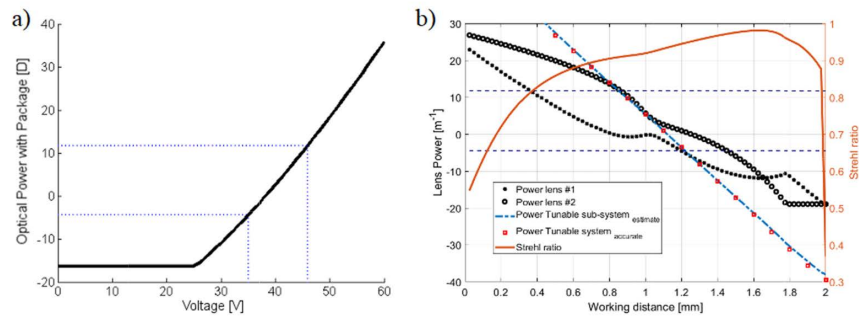 a)
Optical Power with Package [D]
40
30
20
10
0
-10
-20
0 10 20 30 40 50 60
Voltage [V]
b)
Lens Power [m⁻¹]
30
20
10
0
-10
-20
-30
-40
0 0.2 0.4 0.6 0.8 1 1.2 1.4 1.6 1.8 2
Working distance [mm]
Power lens #1
Power lens #2
Power Tunable sub-system estimate
Power Tunable system accurate
Strehl ratio
1
0.9
0.8
0.7
0.6
0.5
0.4
0.3
Strehl ratio